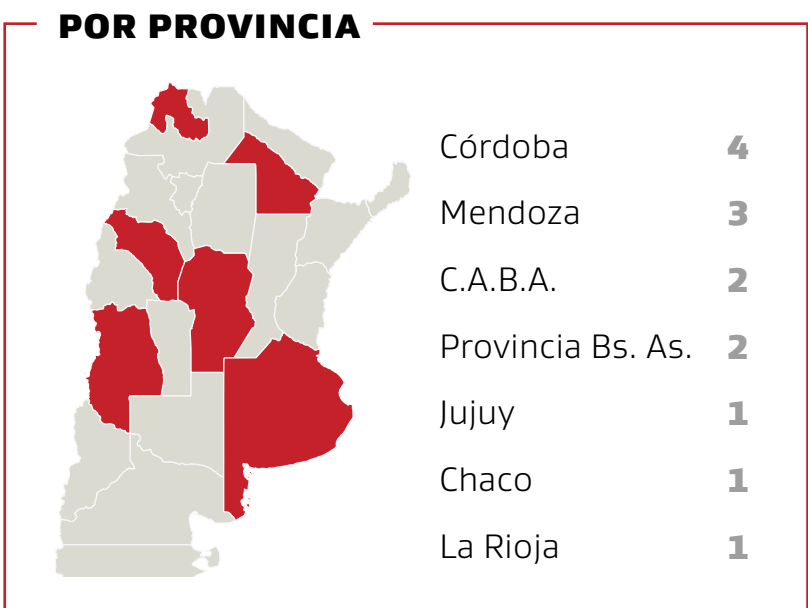 POR PROVINCIA
Córdoba 4
Mendoza 3
C.A.B.A. 2
Provincia Bs. As. 2
Jujuy 1
Chaco 1
La Rioja 1